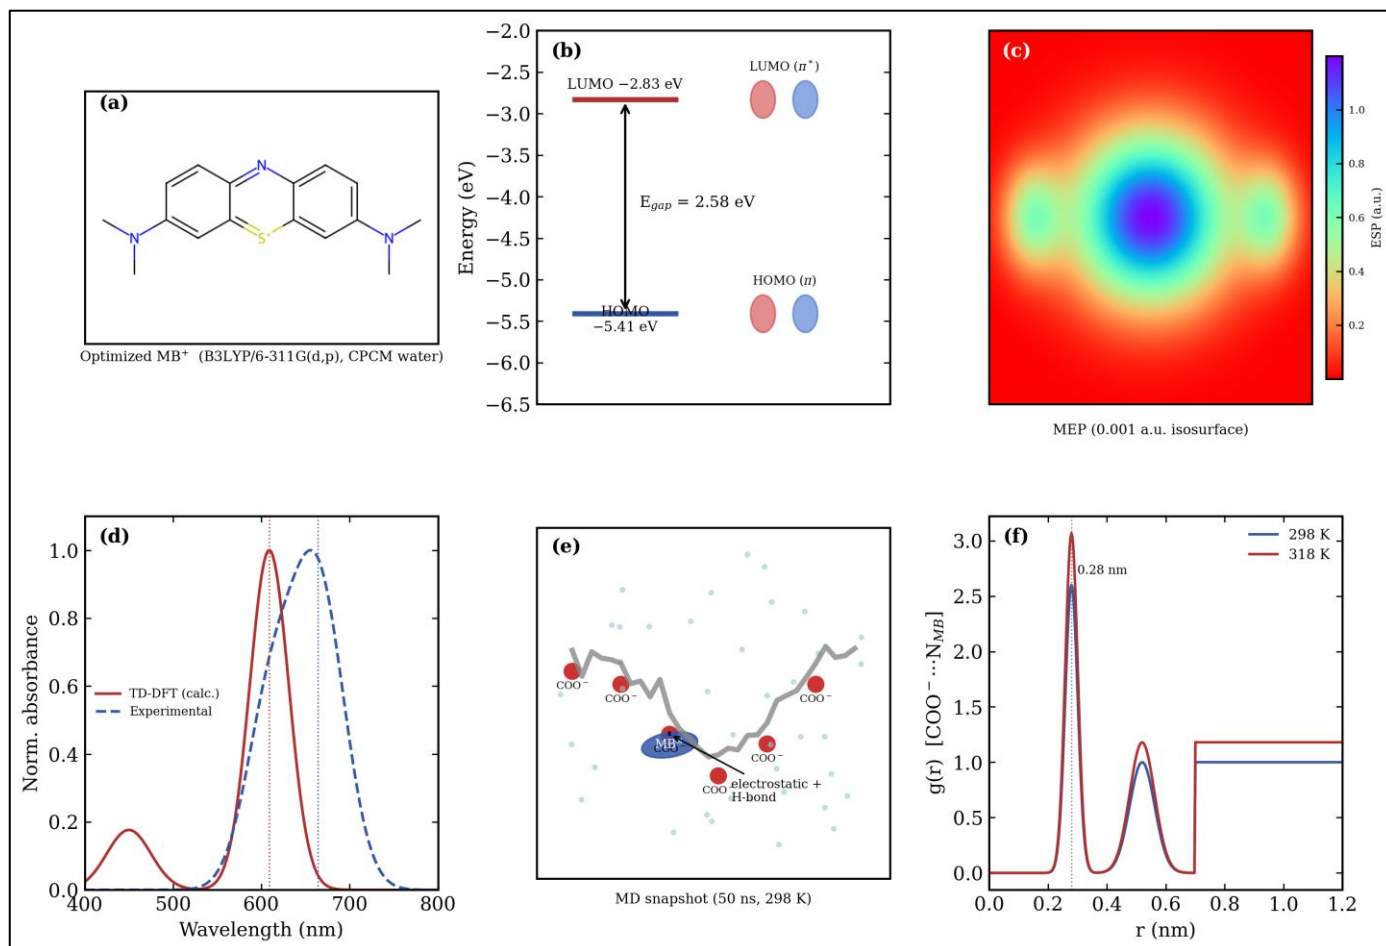 (a)
N
N
S+
N
Optimized MB⁺ (B3LYP/6-311G(d,p), CPCM water)
(b)
−2.0
−2.5
−3.0
−3.5
−4.0
−4.5
−5.0
−5.5
−6.0
−6.5
Energy (eV)
LUMO −2.83 eV
LUMO (π*)
E_gap = 2.58 eV
HOMO
−5.41 eV
HOMO (π)
(c)
1.0
0.8
0.6
0.4
0.2
ESP (a.u.)
MEP (0.001 a.u. isosurface)
(d)
1.0
0.8
0.6
0.4
0.2
0.0
Norm. absorbance
TD-DFT (calc.)
Experimental
400 500 600 700 800
Wavelength (nm)
(e)
COO⁻
COO⁻
COO⁻
MB
COO⁻
COO⁻
COO
electrostatic +
H-bond
MD snapshot (50 ns, 298 K)
(f)
298 K
318 K
0.28 nm
3.0
2.5
2.0
1.5
1.0
0.5
0.0
g(r) [COO⁻⋯N_MB]
0.0 0.2 0.4 0.6 0.8 1.0 1.2
r (nm)